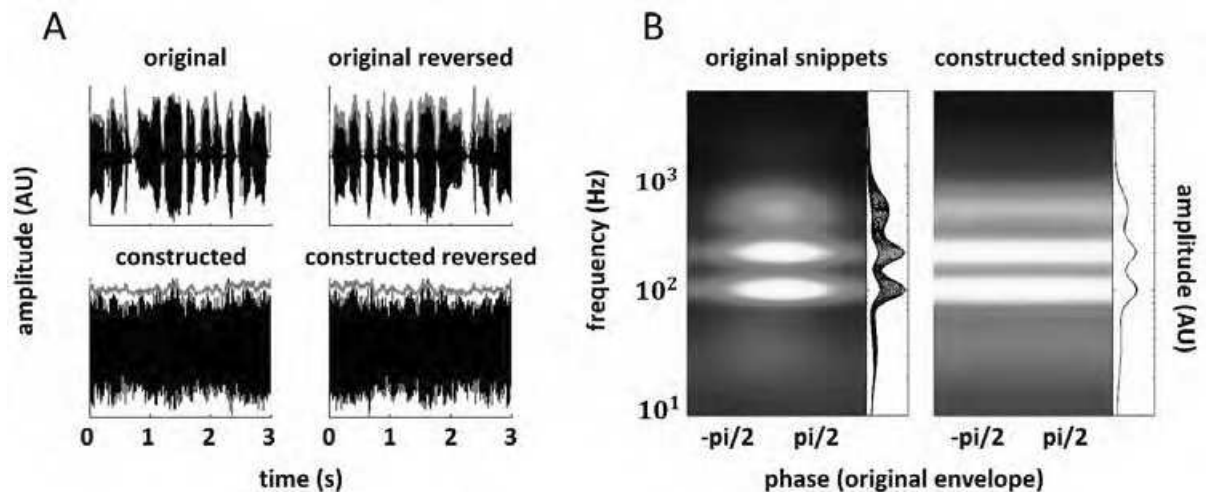 A
original
original reversed
constructed
constructed reversed
amplitude (AU)
0 1 2 3
0 1 2 3
time (s)
B
original snippets
constructed snippets
frequency (Hz)
10³
10²
10¹
-pi/2 pi/2
-pi/2 pi/2
phase (original envelope)
amplitude (AU)